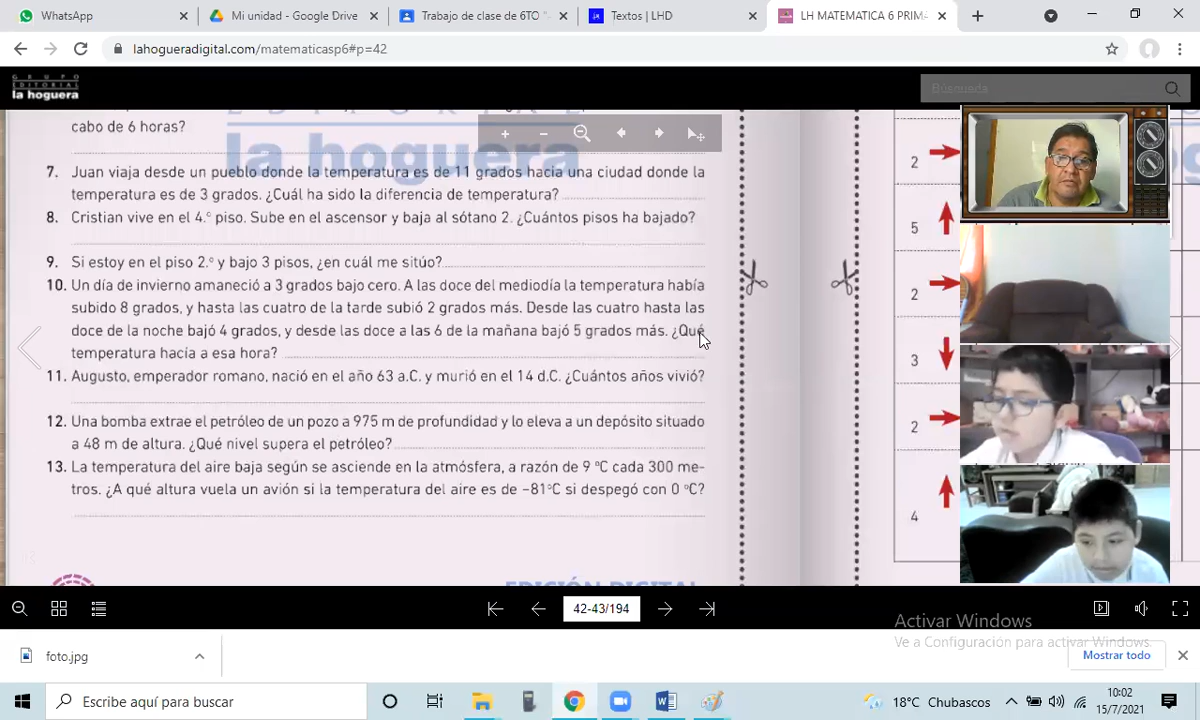 WhatsApp
Mi unidad - Google Drive
Trabajo de clase de 6TO "
Textos | LHD
LH MATEMATICA 6 PRIMA
lahogueradigital.com/matematicasp6#p=42
GRUPO
EDITORIAL
la hoguera
Búsqueda
la hoguera
cabo de 6 horas?
7. Juan viaja desde un pueblo donde la temperatura es de 11 grados hacia una ciudad donde la
temperatura es de 3 grados. ¿Cuál ha sido la diferencia de temperatura?
8. Cristian vive en el 4.° piso. Sube en el ascensor y baja al sótano 2. ¿Cuántos pisos ha bajado?
9. Si estoy en el piso 2.° y bajo 3 pisos, ¿en cuál me sitúo?
10. Un día de invierno amaneció a 3 grados bajo cero. A las doce del mediodía la temperatura había
subido 8 grados, y hasta las cuatro de la tarde subió 2 grados más. Desde las cuatro hasta las
doce de la noche bajó 4 grados, y desde las doce a las 6 de la mañana bajó 5 grados más. ¿Qué
temperatura hacía a esa hora?
11. Augusto, emperador romano, nació en el año 63 a.C. y murió en el 14 d.C. ¿Cuántos años vivió?
12. Una bomba extrae el petróleo de un pozo a 975 m de profundidad y lo eleva a un depósito situado
a 48 m de altura. ¿Qué nivel supera el petróleo?
13. La temperatura del aire baja según se asciende en la atmósfera, a razón de 9 °C cada 300 me-
tros. ¿A qué altura vuela un avión si la temperatura del aire es de –81°C si despegó con 0 °C?
2
5
2
3
2
4
EDICIÓN DIGITAL
42-43/194
Activar Windows
Ve a Configuración para activar Windows.
foto.jpg
Mostrar todo
Escribe aquí para buscar
18°C Chubascos
10:02
15/7/2021